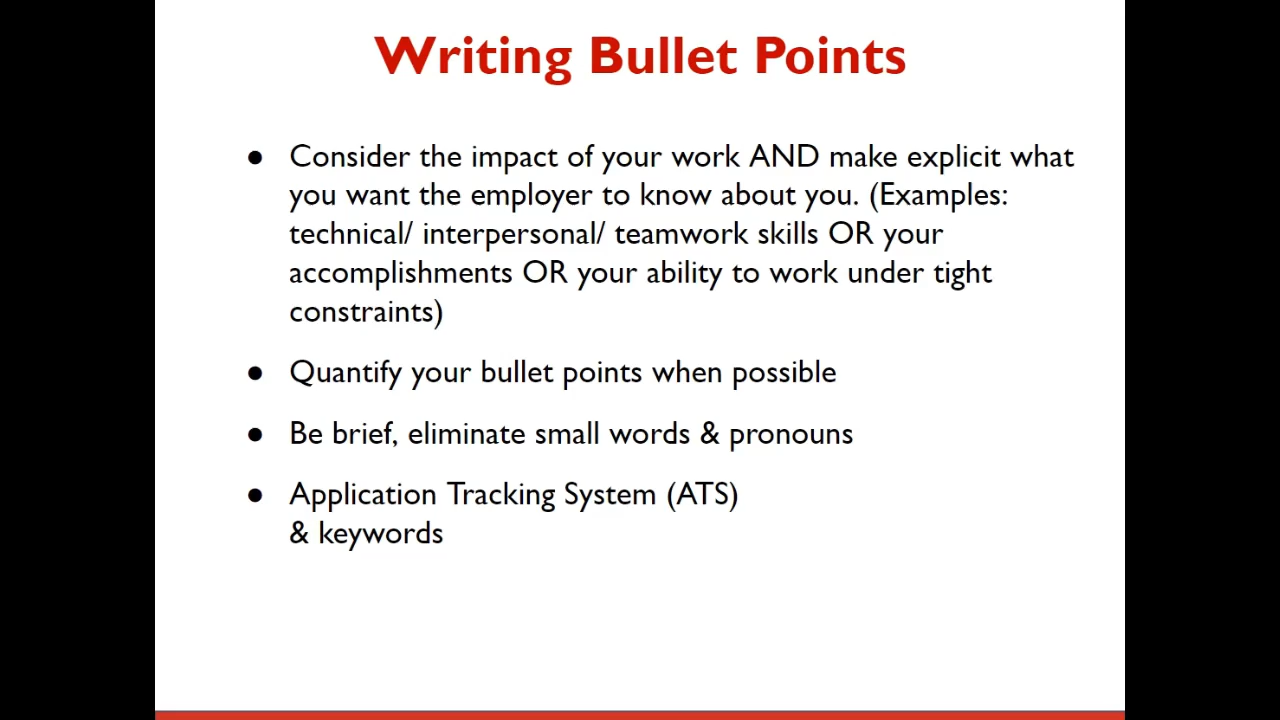 Writing Bullet Points
● Consider the impact of your work AND make explicit what
you want the employer to know about you. (Examples:
technical/ interpersonal/ teamwork skills OR your
accomplishments OR your ability to work under tight
constraints)
● Quantify your bullet points when possible
● Be brief, eliminate small words & pronouns
● Application Tracking System (ATS)
& keywords